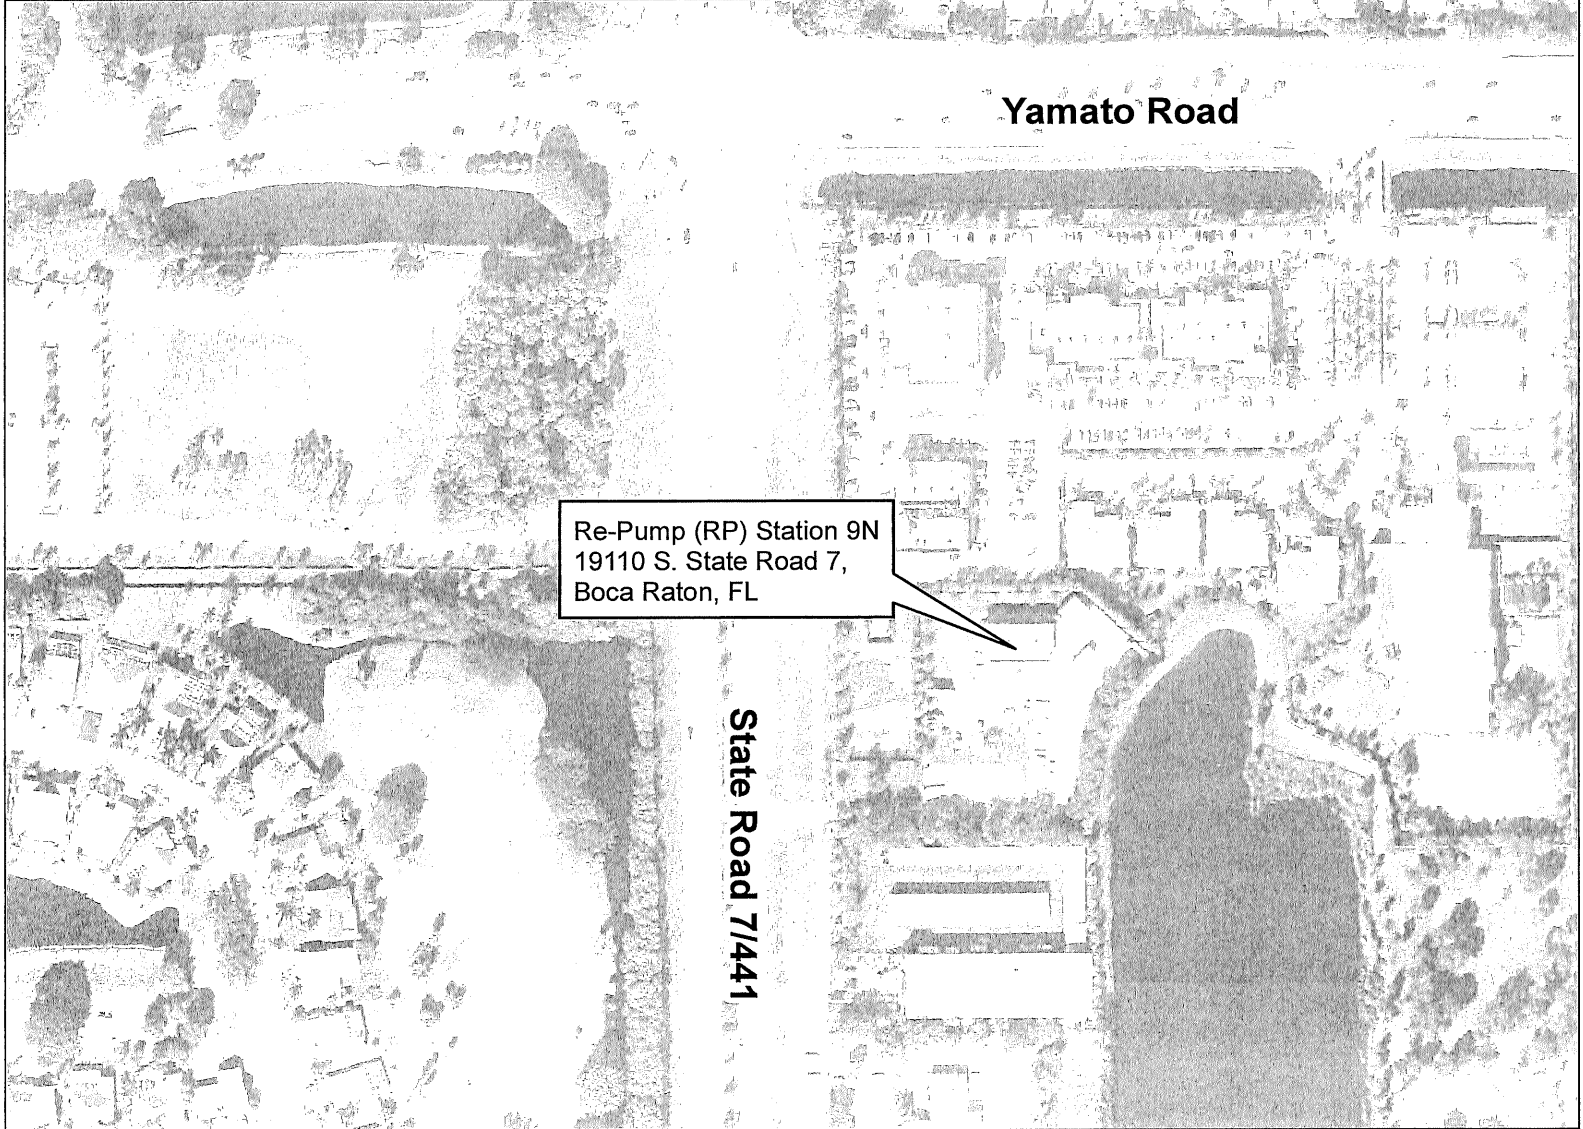 Yamato Road
Re-Pump (RP) Station 9N
19110 S. State Road 7,
Boca Raton, FL
State Road 7/441